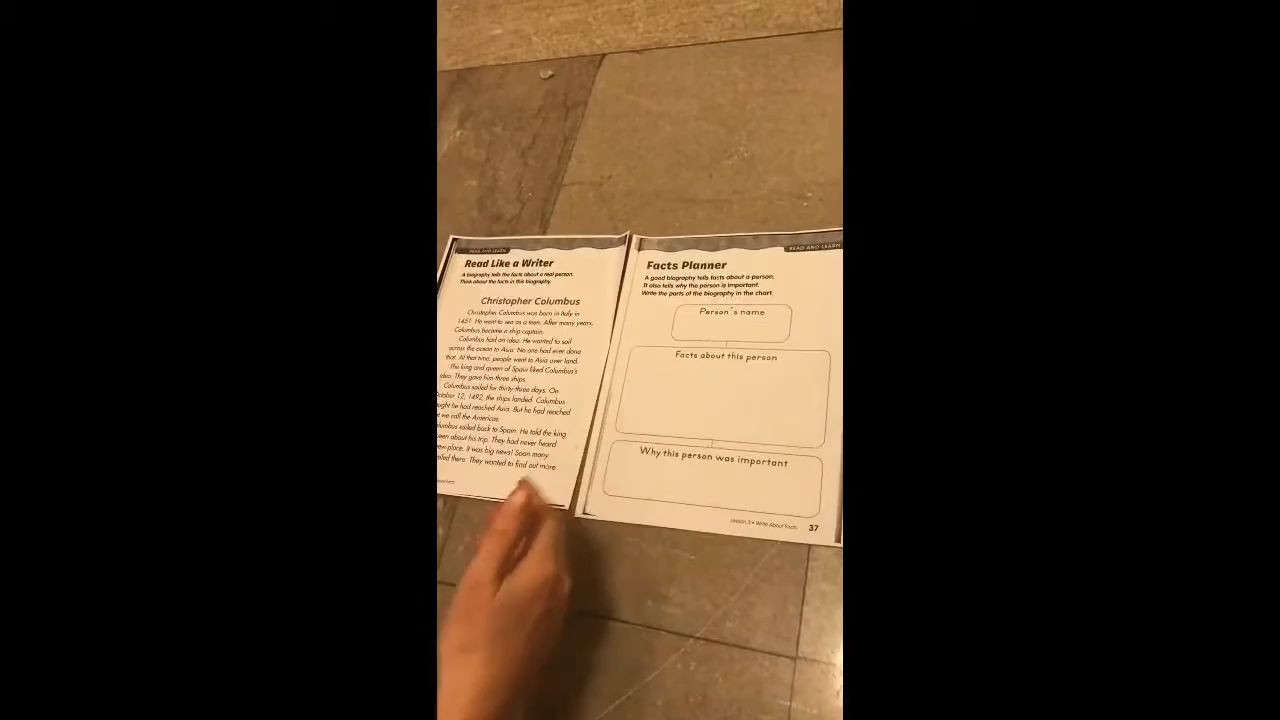 READ AND LEARN
Read Like a Writer
A biography tells the facts about a real person.
Think about the facts in this biography.
Christopher Columbus
Christopher Columbus was born in Italy in
1451. He went to sea as a teen. After many years,
Columbus became a ship captain.
Columbus had an idea. He wanted to sail
across the ocean to Asia. No one had ever done
that. At that time, people went to Asia over land.
The king and queen of Spain liked Columbus's
idea. They gave him three ships.
Columbus sailed for thirty-three days. On
October 12, 1492, the ships landed. Columbus
he had reached Asia. But he had reached
we call the Americas.
sailed back to Spain. He told the king
about his trip. They had never heard
place. It was big news! Soon many
there. They wanted to find out more
READ AND LEARN
Facts Planner
A good biography tells facts about a person.
It also tells why the person is important.
Write the parts of the biography in the chart.
Person's name
Facts about this person
Why this person was important
Lesson 3 • Write About Facts 37